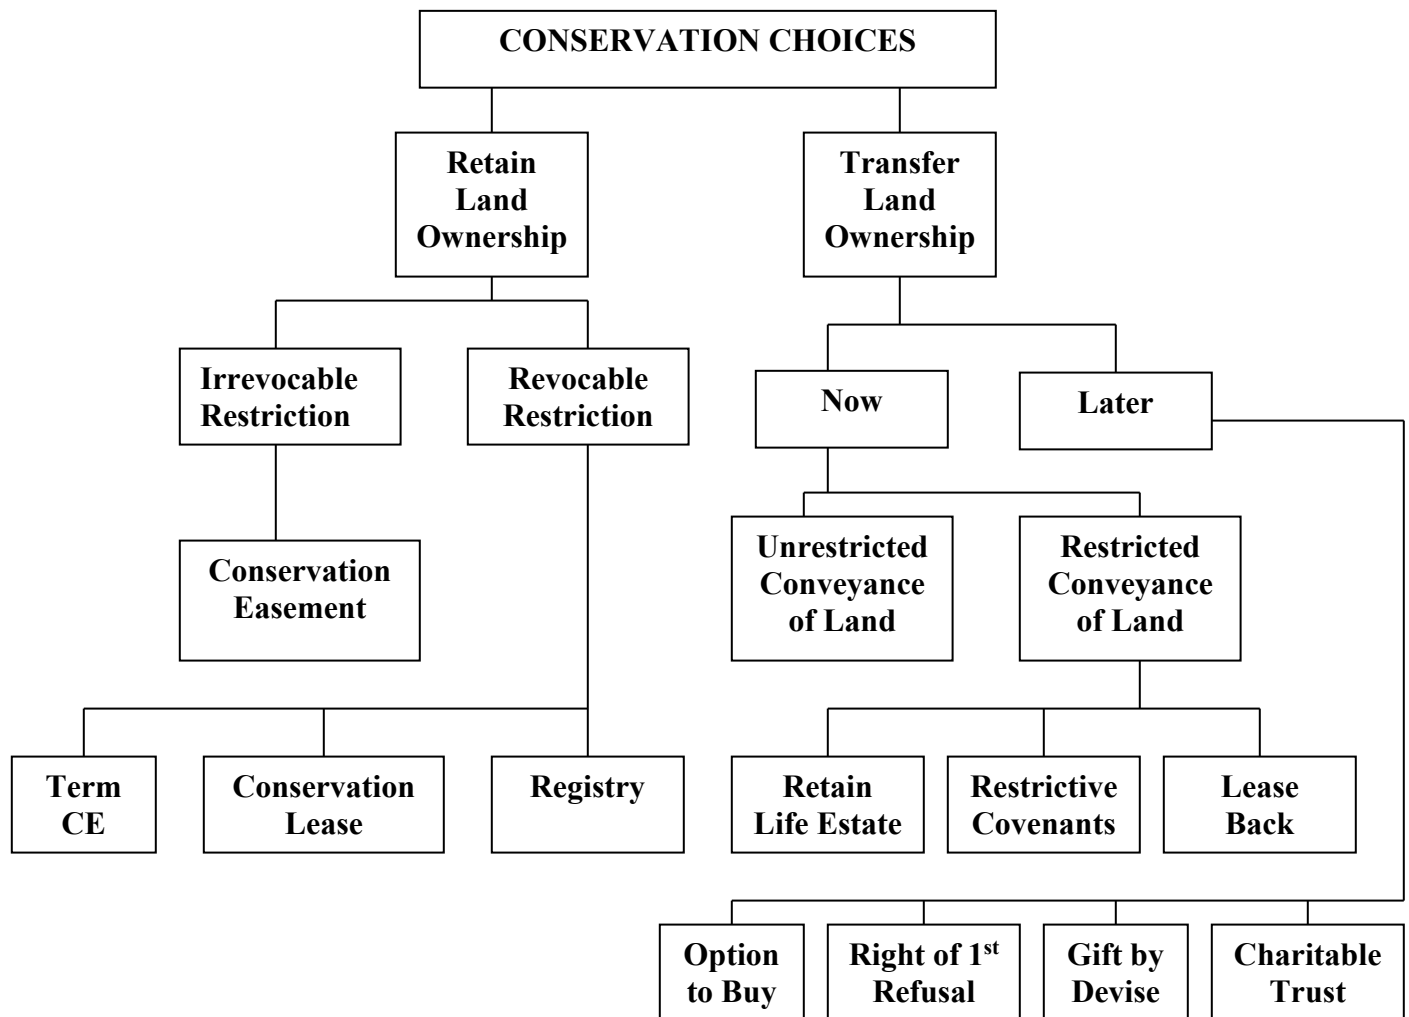 CONSERVATION CHOICES
Retain
Land
Ownership
Transfer
Land
Ownership
Irrevocable
Restriction
Revocable
Restriction
Now
Later
Conservation
Easement
Unrestricted
Conveyance
of Land
Restricted
Conveyance
of Land
Term
CE
Conservation
Lease
Registry
Retain
Life Estate
Restrictive
Covenants
Lease
Back
Option
to Buy
Right of 1st
Refusal
Gift by
Devise
Charitable
Trust